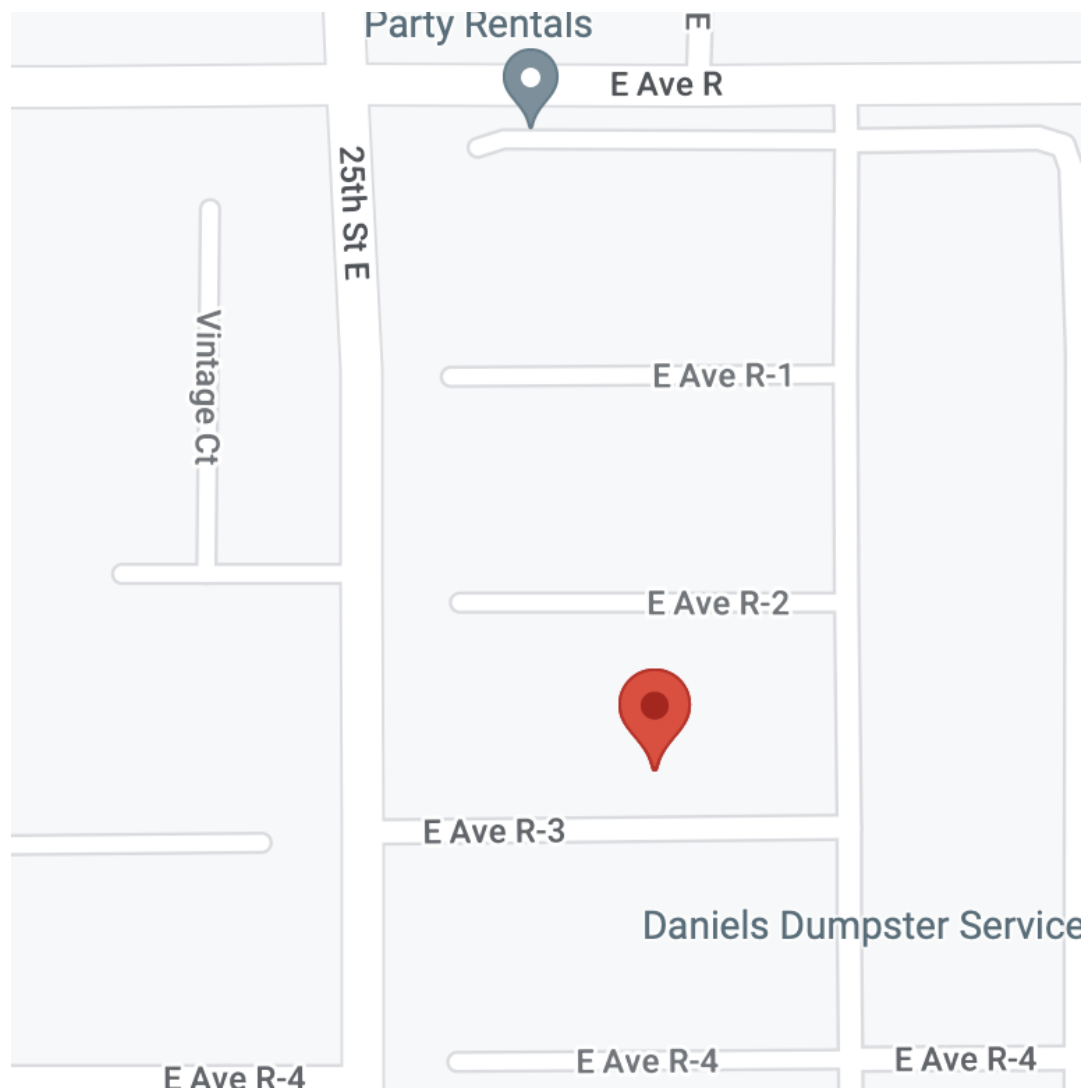 Party Rentals
E
E Ave R
25th St E
Vintage Ct
E Ave R-1
E Ave R-2
E Ave R-3
Daniels Dumpster Service
E Ave R-4
E Ave R-4
E Ave R-4